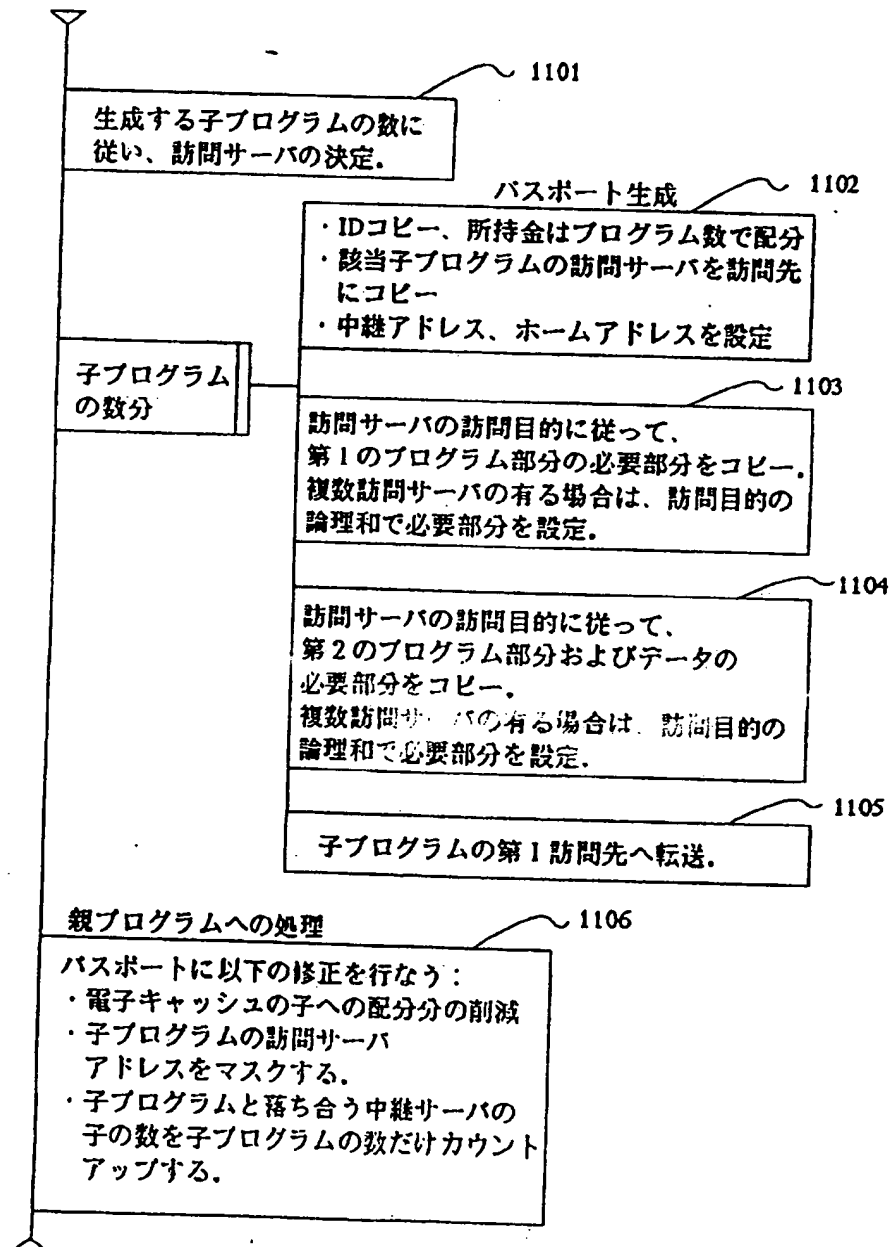 1101
生成する子プログラムの数に
従い、訪問サーバの決定.
パスポート生成
1102
・IDコピー、所持金はプログラム数で配分
・該当子プログラムの訪問サーバを訪問先
にコピー
・中継アドレス、ホームアドレスを設定
子プログラム
の数分
1103
訪問サーバの訪問目的に従って、
第1のプログラム部分の必要部分をコピー.
複数訪問サーバの有る場合は、訪問目的の
論理和で必要部分を設定.
1104
訪問サーバの訪問目的に従って、
第2のプログラム部分およびデータの
必要部分をコピー.
複数訪問サーバの有る場合は、訪問目的の
論理和で必要部分を設定.
1105
子プログラムの第1訪問先へ転送.
親プログラムへの処理
1106
パスポートに以下の修正を行なう:
・電子キャッシュの子への配分分の削減
・子プログラムの訪問サーバ
アドレスをマスクする.
・子プログラムと落ち合う中継サーバの
子の数を子プログラムの数だけカウント
アップする.